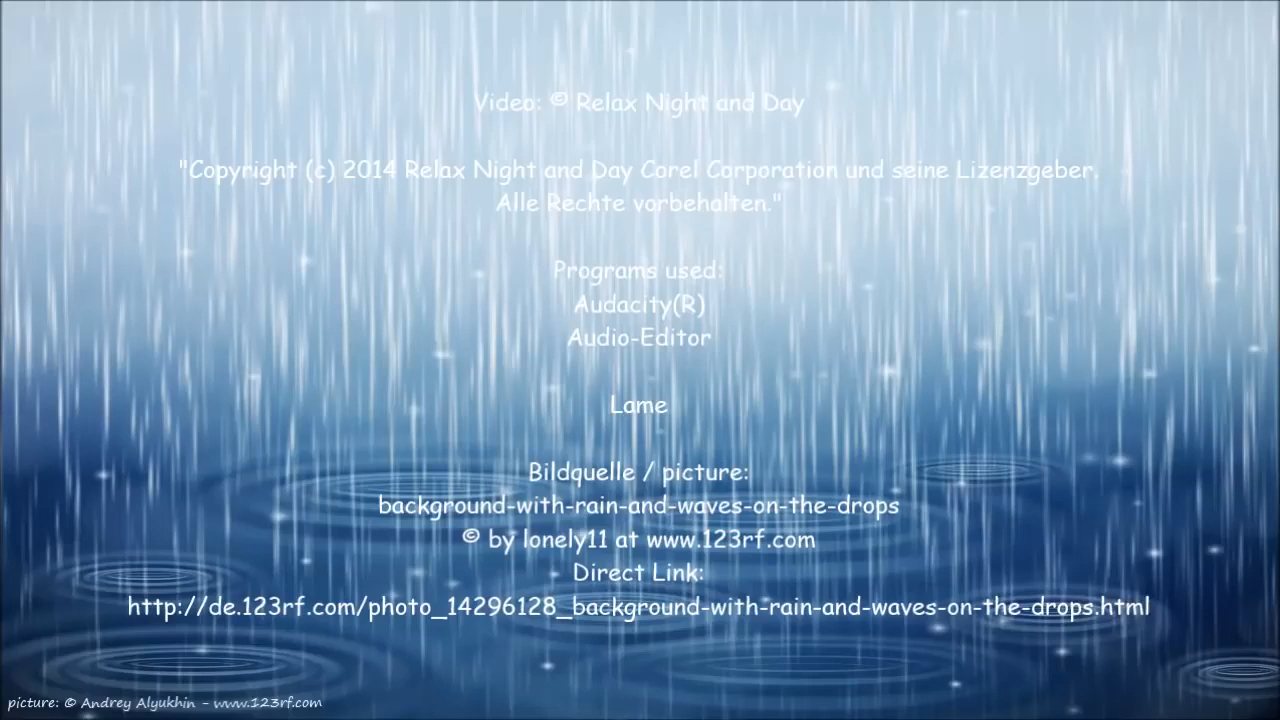 Video: © Relax Night and Day
"Copyright (c) 2014 Relax Night and Day Corel Corporation und seine Lizenzgeber.
Alle Rechte vorbehalten."
Programs used:
Audacity(R)
Audio-Editor
Lame
Bildquelle / picture:
background-with-rain-and-waves-on-the-drops
© by lonely11 at www.123rf.com
Direct Link:
http://de.123rf.com/photo_14296128_background-with-rain-and-waves-on-the-drops.html
picture: © Andrey Alyukhin - www.123rf.com